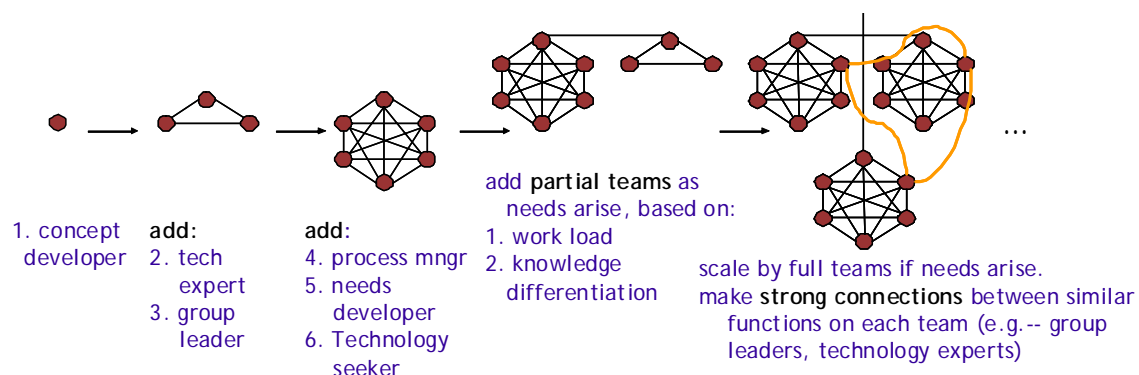 1. concept
developer
add:
2. tech
expert
3. group
leader
add:
4. process mngr
5. needs
developer
6. Technology
seeker
add partial teams as
needs arise, based on:
1. work load
2. knowledge
differentiation
scale by full teams if needs arise.
make strong connections between similar
functions on each team (e.g.-- group
leaders, technology experts)
...